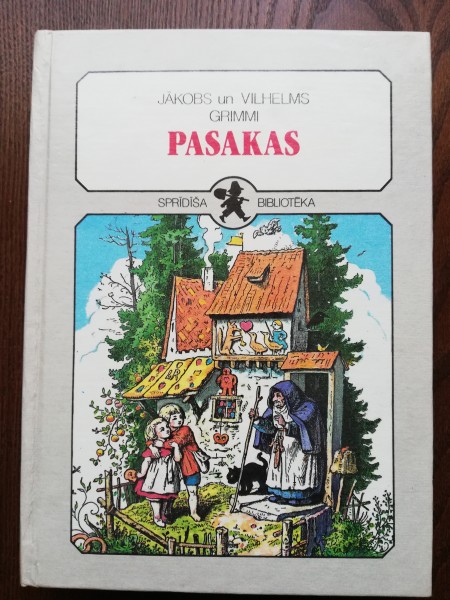 JĀKOBS un VILHELMS
GRIMMI
PASAKAS
SPRĪDĪŠA BIBLIOTĒKA